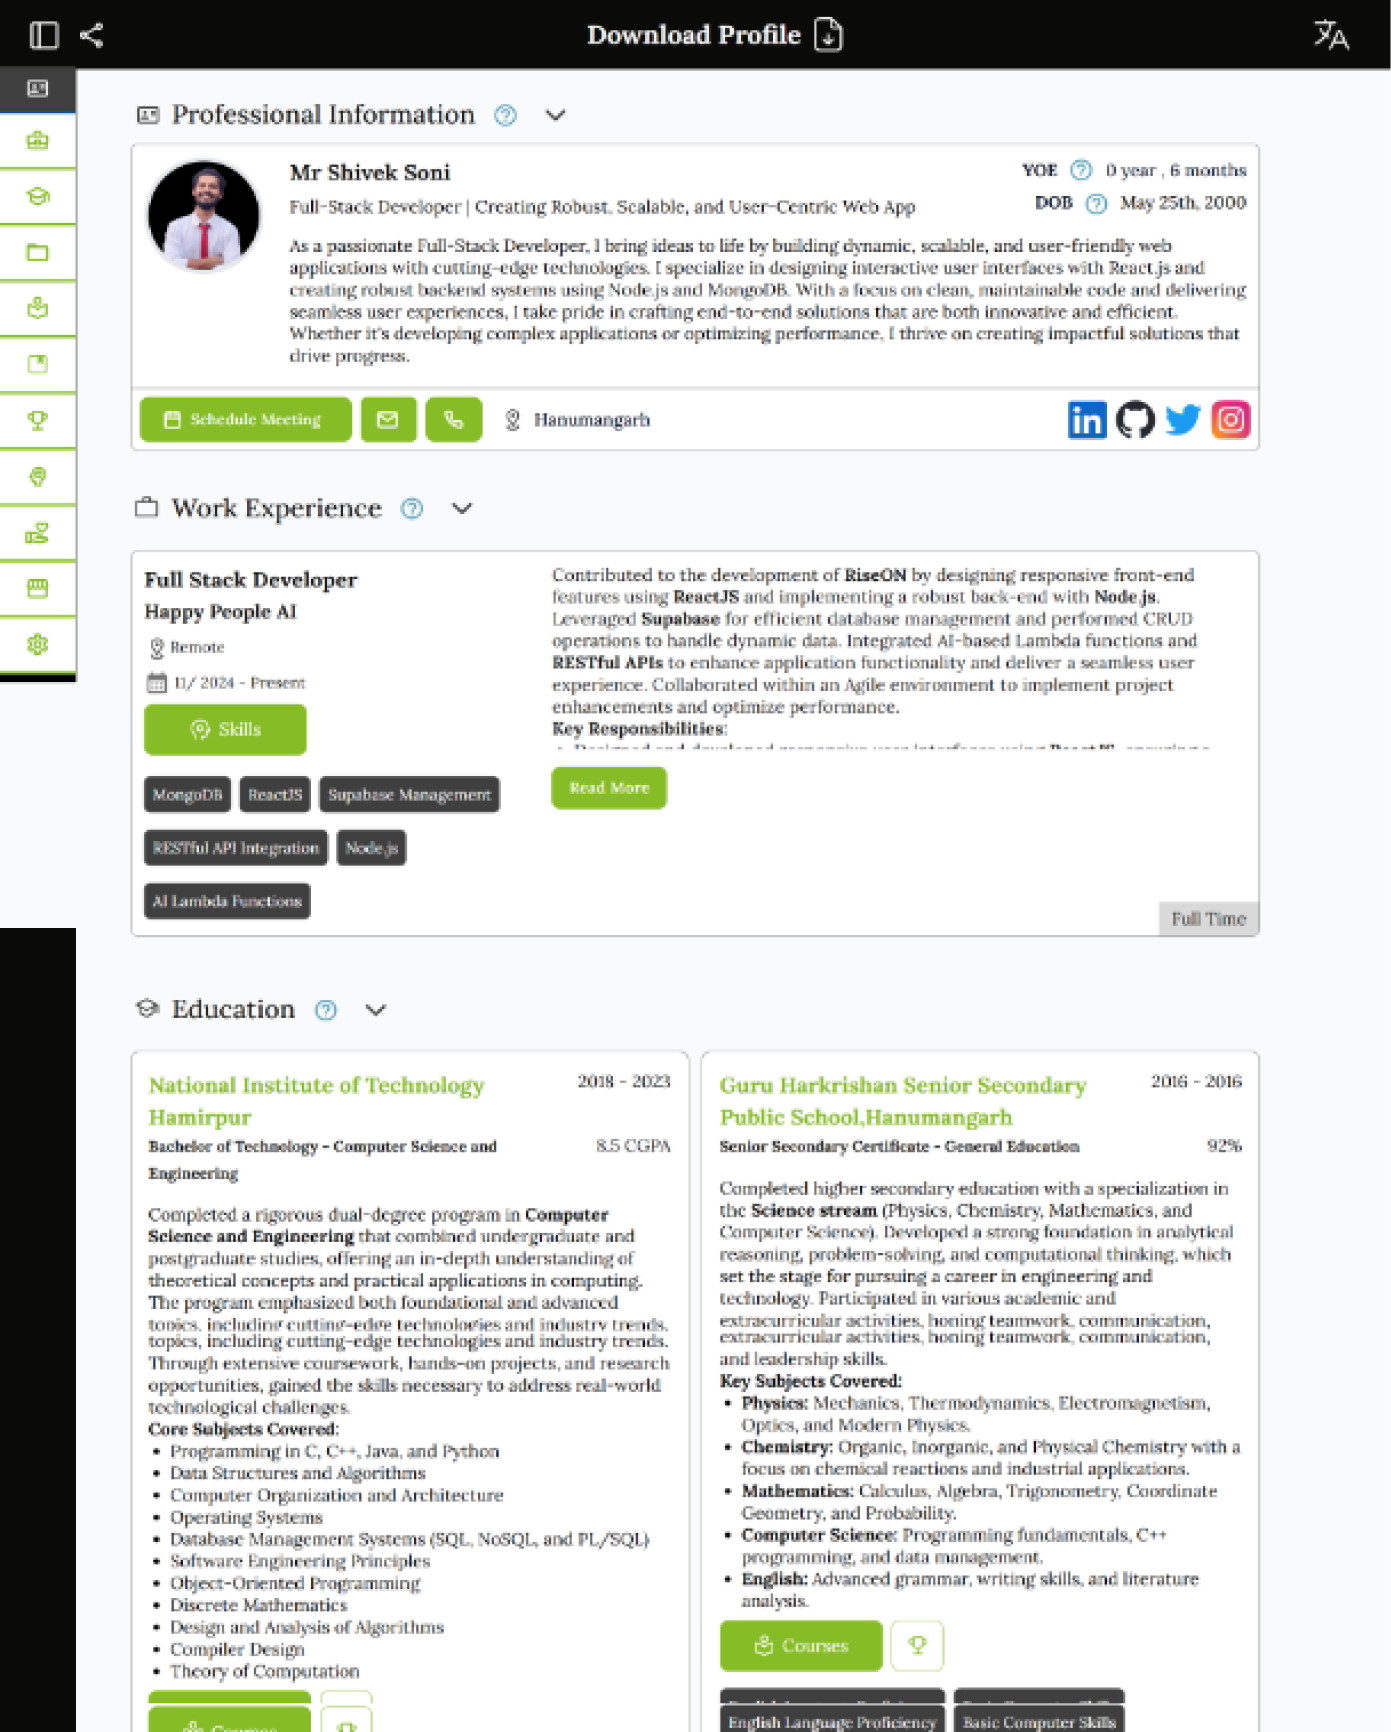 Download Profile
Professional Information
Mr Shivek Soni
YOE 0 year , 6 months
Full-Stack Developer | Creating Robust, Scalable, and User-Centric Web App
DOB May 25th, 2000
As a passionate Full-Stack Developer, I bring ideas to life by building dynamic, scalable, and user-friendly web
applications with cutting-edge technologies. I specialize in designing interactive user interfaces with React.js and
creating robust backend systems using Node.js and MongoDB. With a focus on clean, maintainable code and delivering
seamless user experiences, I take pride in crafting end-to-end solutions that are both innovative and efficient.
Whether it's developing complex applications or optimizing performance, I thrive on creating impactful solutions that
drive progress.
Schedule Meeting
Hanumangarh
Work Experience
Full Stack Developer
Happy People AI
Remote
11/ 2024 - Present
Skills
MongoDB ReactJS Supabase Management
RESTful API Integration Node.js
AI Lambda Functions
Contributed to the development of RiseON by designing responsive front-end
features using ReactJS and implementing a robust back-end with Node.js.
Leveraged Supabase for efficient database management and performed CRUD
operations to handle dynamic data. Integrated AI-based Lambda functions and
RESTful APIs to enhance application functionality and deliver a seamless user
experience. Collaborated within an Agile environment to implement project
enhancements and optimize performance.
Key Responsibilities:
Read More
Full Time
Education
National Institute of Technology
Hamirpur
2018 - 2023
Bachelor of Technology - Computer Science and
Engineering
8.5 CGPA
Completed a rigorous dual-degree program in Computer
Science and Engineering that combined undergraduate and
postgraduate studies, offering an in-depth understanding of
theoretical concepts and practical applications in computing.
The program emphasized both foundational and advanced
topics, including cutting-edge technologies and industry trends.
topics, including cutting-edge technologies and industry trends.
Through extensive coursework, hands-on projects, and research
opportunities, gained the skills necessary to address real-world
technological challenges.
Core Subjects Covered:
• Programming in C, C++, Java, and Python
• Data Structures and Algorithms
• Computer Organization and Architecture
• Operating Systems
• Database Management Systems (SQL, NoSQL, and PL/SQL)
• Software Engineering Principles
• Object-Oriented Programming
• Discrete Mathematics
• Design and Analysis of Algorithms
• Compiler Design
• Theory of Computation
Courses
Guru Harkrishan Senior Secondary
Public School,Hanumangarh
2016 - 2016
Senior Secondary Certificate - General Education
92%
Completed higher secondary education with a specialization in
the Science stream (Physics, Chemistry, Mathematics, and
Computer Science). Developed a strong foundation in analytical
reasoning, problem-solving, and computational thinking, which
set the stage for pursuing a career in engineering and
technology. Participated in various academic and
extracurricular activities, honing teamwork, communication,
extracurricular activities, honing teamwork, communication,
and leadership skills.
Key Subjects Covered:
• Physics: Mechanics, Thermodynamics, Electromagnetism,
Optics, and Modern Physics.
• Chemistry: Organic, Inorganic, and Physical Chemistry with a
focus on chemical reactions and industrial applications.
• Mathematics: Calculus, Algebra, Trigonometry, Coordinate
Geometry, and Probability.
• Computer Science: Programming fundamentals, C++
programming, and data management.
• English: Advanced grammar, writing skills, and literature
analysis.
Courses
English Language Proficiency Basic Computer Skills